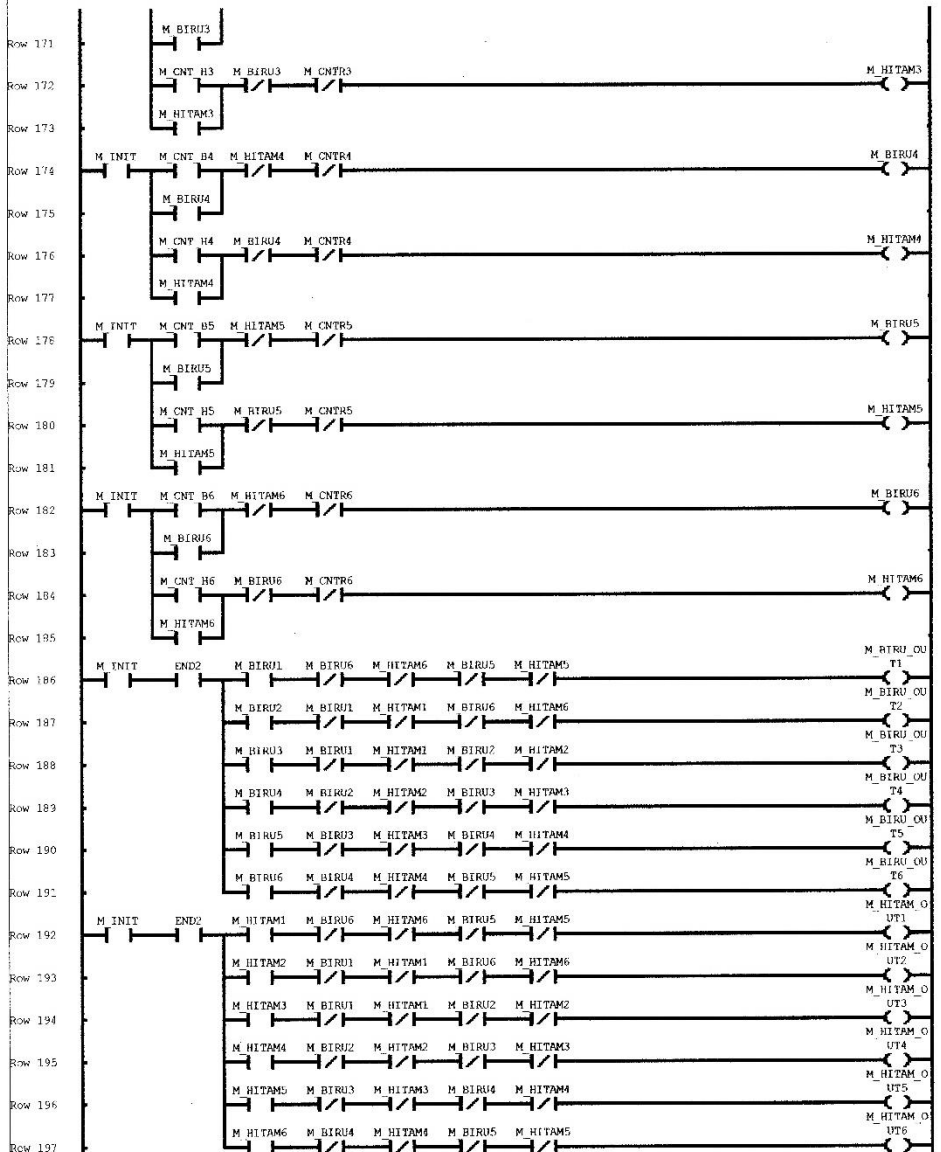 M_BIRU3
Row 171
M_CNT_H3 M_BIRU3 M_CNTR3 M_HITAM3
Row 172
M_HITAM3
Row 173
M_INIT M_CNT_B4 M_HITAM4 M_CNTR4 M_BIRU4
Row 174
M_BIRU4
Row 175
M_CNT_H4 M_BIRU4 M_CNTR4 M_HITAM4
Row 176
M_HITAM4
Row 177
M_INIT M_CNT_B5 M_HITAM5 M_CNTR5 M_BIRU5
Row 178
M_BIRU5
Row 179
M_CNT_H5 M_BIRU5 M_CNTR5 M_HITAM5
Row 180
M_HITAM5
Row 181
M_INIT M_CNT_B6 M_HITAM6 M_CNTR6 M_BIRU6
Row 182
M_BIRU6
Row 183
M_CNT_H6 M_BIRU6 M_CNTR6 M_HITAM6
Row 184
M_HITAM6
Row 185
M_BIRU_OU
M_INIT END2 M_BIRU1 M_BIRU6 M_HITAM6 M_BIRU5 M_HITAM5 T1
Row 186
M_BIRU_OU
M_BIRU2 M_BIRU1 M_HITAM1 M_BIRU6 M_HITAM6 T2
Row 187
M_BIRU_OU
M_BIRU3 M_BIRU1 M_HITAM1 M_BIRU2 M_HITAM2 T3
Row 188
M_BIRU_OU
M_BIRU4 M_BIRU2 M_HITAM2 M_BIRU3 M_HITAM3 T4
Row 189
M_BIRU_OU
M_BIRU5 M_BIRU3 M_HITAM3 M_BIRU4 M_HITAM4 T5
Row 190
M_BIRU_OU
M_BIRU6 M_BIRU4 M_HITAM4 M_BIRU5 M_HITAM5 T6
Row 191
M_HITAM_O
M_INIT END2 M_HITAM1 M_BIRU6 M_HITAM6 M_BIRU5 M_HITAM5 UT1
Row 192
M_HITAM_O
M_HITAM2 M_BIRU1 M_HITAM1 M_BIRU6 M_HITAM6 UT2
Row 193
M_HITAM_O
M_HITAM3 M_BIRU1 M_HITAM1 M_BIRU2 M_HITAM2 UT3
Row 194
M_HITAM_O
M_HITAM4 M_BIRU2 M_HITAM2 M_BIRU3 M_HITAM3 UT4
Row 195
M_HITAM_O
M_HITAM5 M_BIRU3 M_HITAM3 M_BIRU4 M_HITAM4 UT5
Row 196
M_HITAM_O
M_HITAM6 M_BIRU4 M_HITAM4 M_BIRU5 M_HITAM5 UT6
Row 197